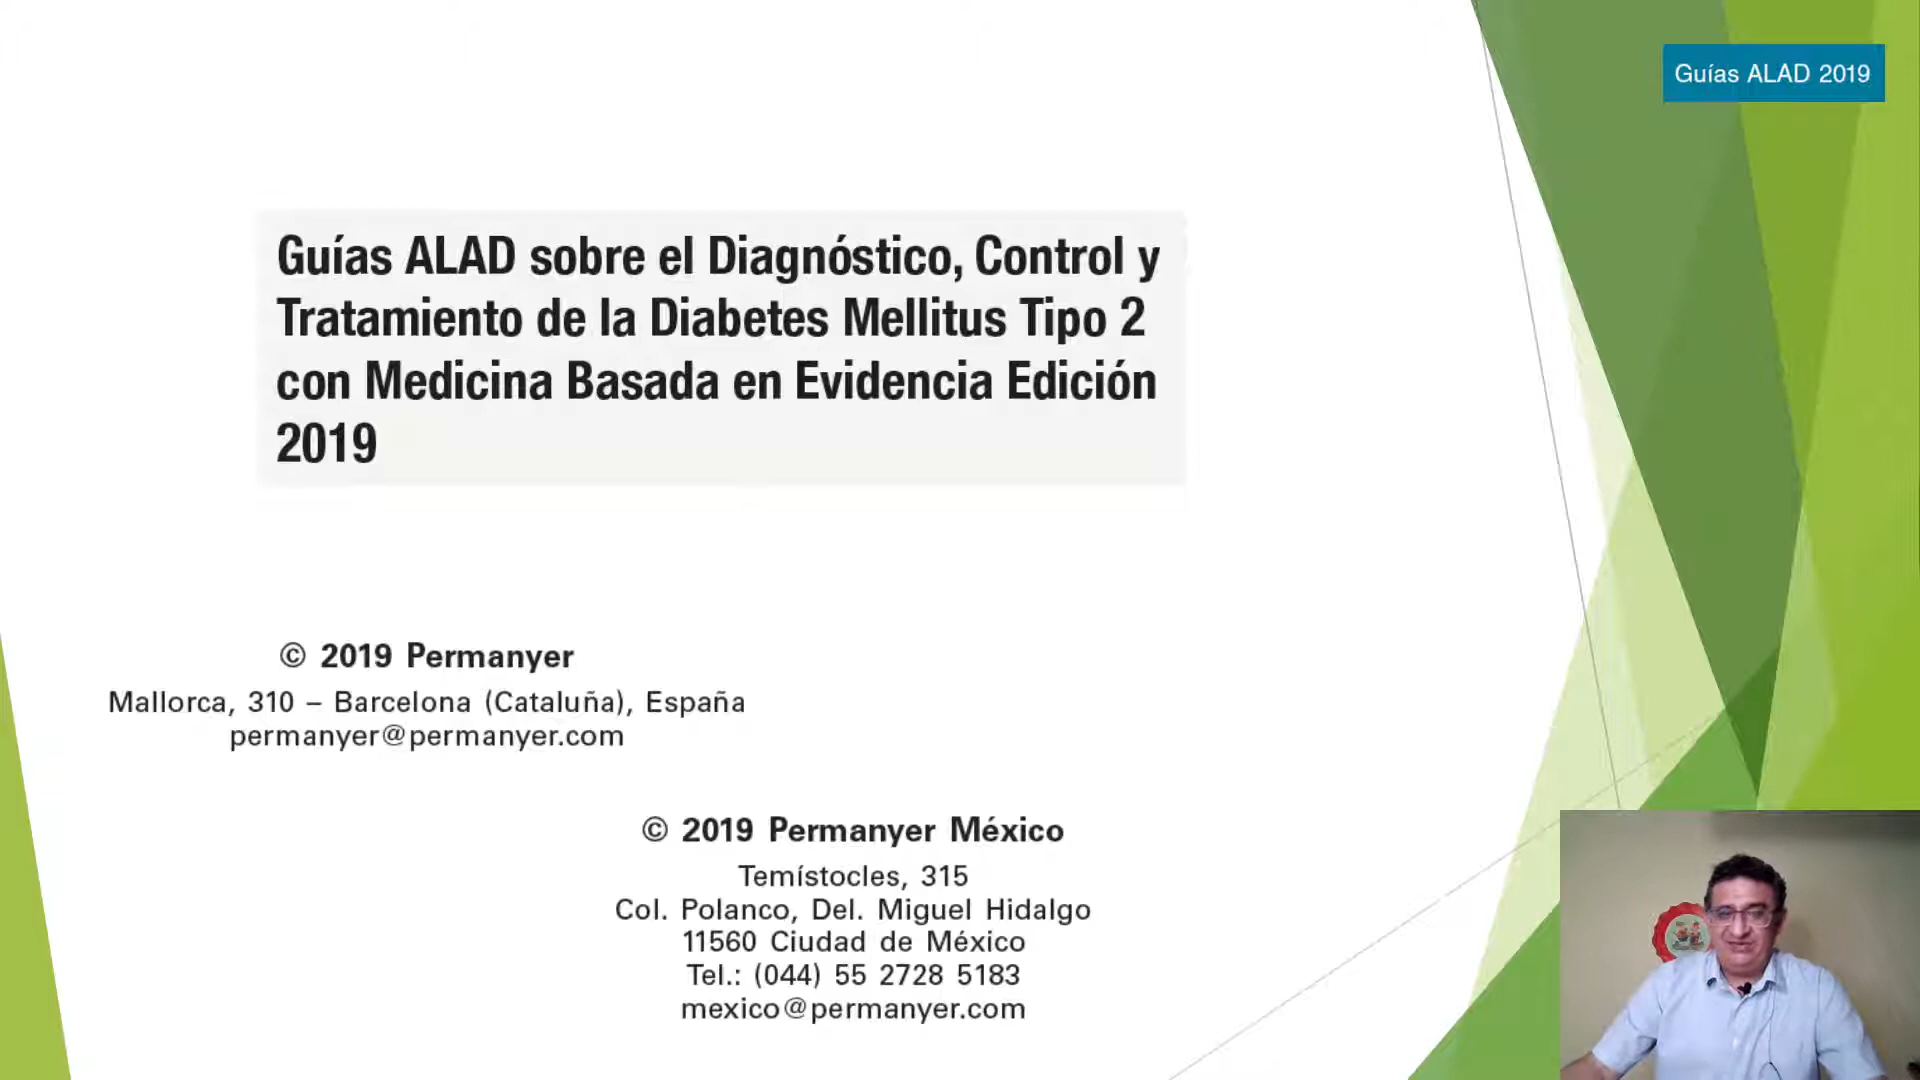 Guías ALAD 2019
Guías ALAD sobre el Diagnóstico, Control y
Tratamiento de la Diabetes Mellitus Tipo 2
con Medicina Basada en Evidencia Edición
2019
© 2019 Permanyer
Mallorca, 310 – Barcelona (Cataluña), España
permanyer@permanyer.com
© 2019 Permanyer México
Temístocles, 315
Col. Polanco, Del. Miguel Hidalgo
11560 Ciudad de México
Tel.: (044) 55 2728 5183
mexico@permanyer.com